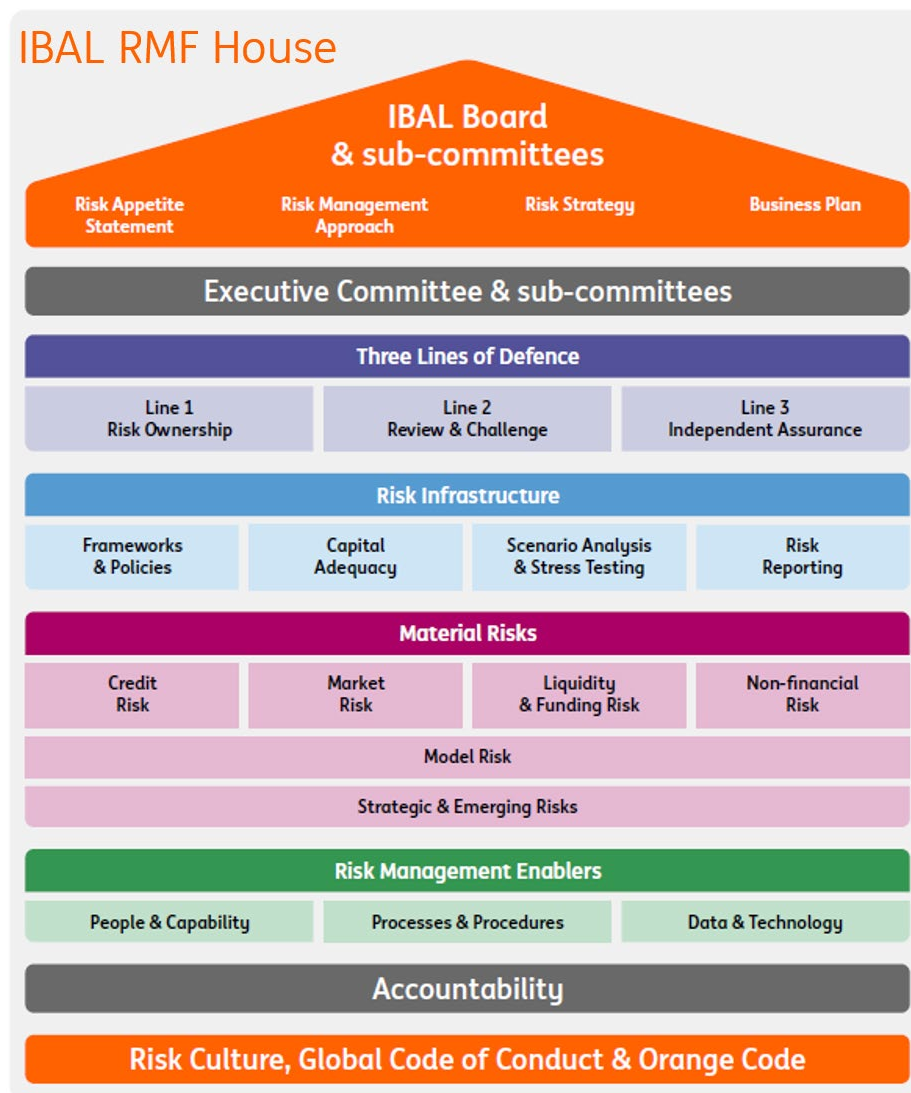 IBAL RMF House
IBAL Board
& sub-committees
Risk Appetite
Statement
Risk Management
Approach
Risk Strategy
Business Plan
Executive Committee & sub-committees
Three Lines of Defence
Line 1
Risk Ownership
Line 2
Review & Challenge
Line 3
Independent Assurance
Risk Infrastructure
Frameworks
& Policies
Capital
Adequacy
Scenario Analysis
& Stress Testing
Risk
Reporting
Material Risks
Credit
Risk
Market
Risk
Liquidity
& Funding Risk
Non-financial
Risk
Model Risk
Strategic & Emerging Risks
Risk Management Enablers
People & Capability
Processes & Procedures
Data & Technology
Accountability
Risk Culture, Global Code of Conduct & Orange Code